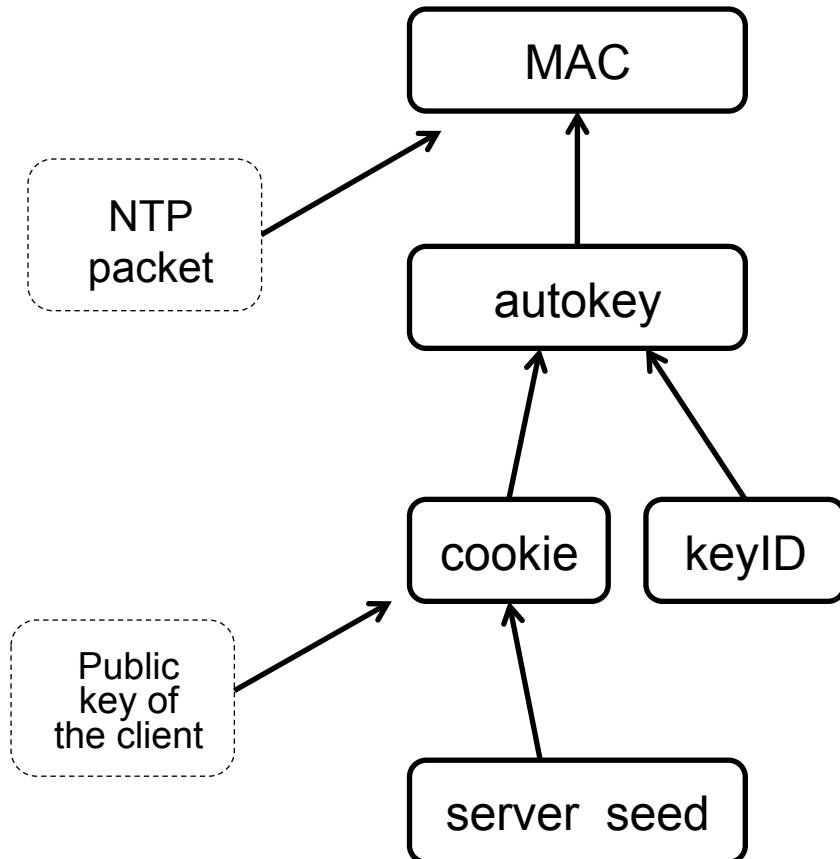 MAC
NTP
packet
autokey
cookie
keyID
Public
key of
the client
server seed